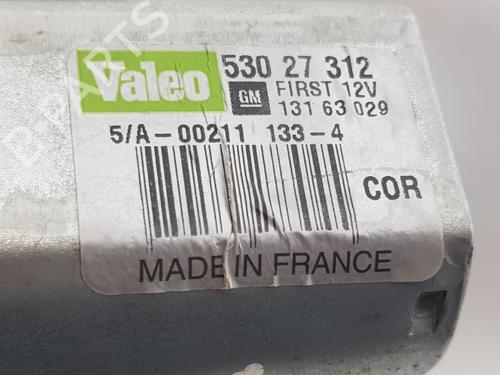 Valeo 530 27 312
GM FIRST 12V
131 63 029
5/A-00211 133-4
COR
MADE IN FRANCE